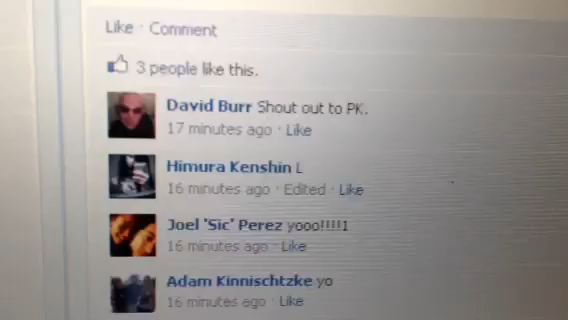 Like · Comment
3 people like this.
David Burr Shout out to PK.
17 minutes ago · Like
Himura Kenshin L
16 minutes ago · Edited · Like
Joel 'Sic' Perez yooo!!!!1
16 minutes ago · Like
Adam Kinnischtzke yo
16 minutes ago · Like